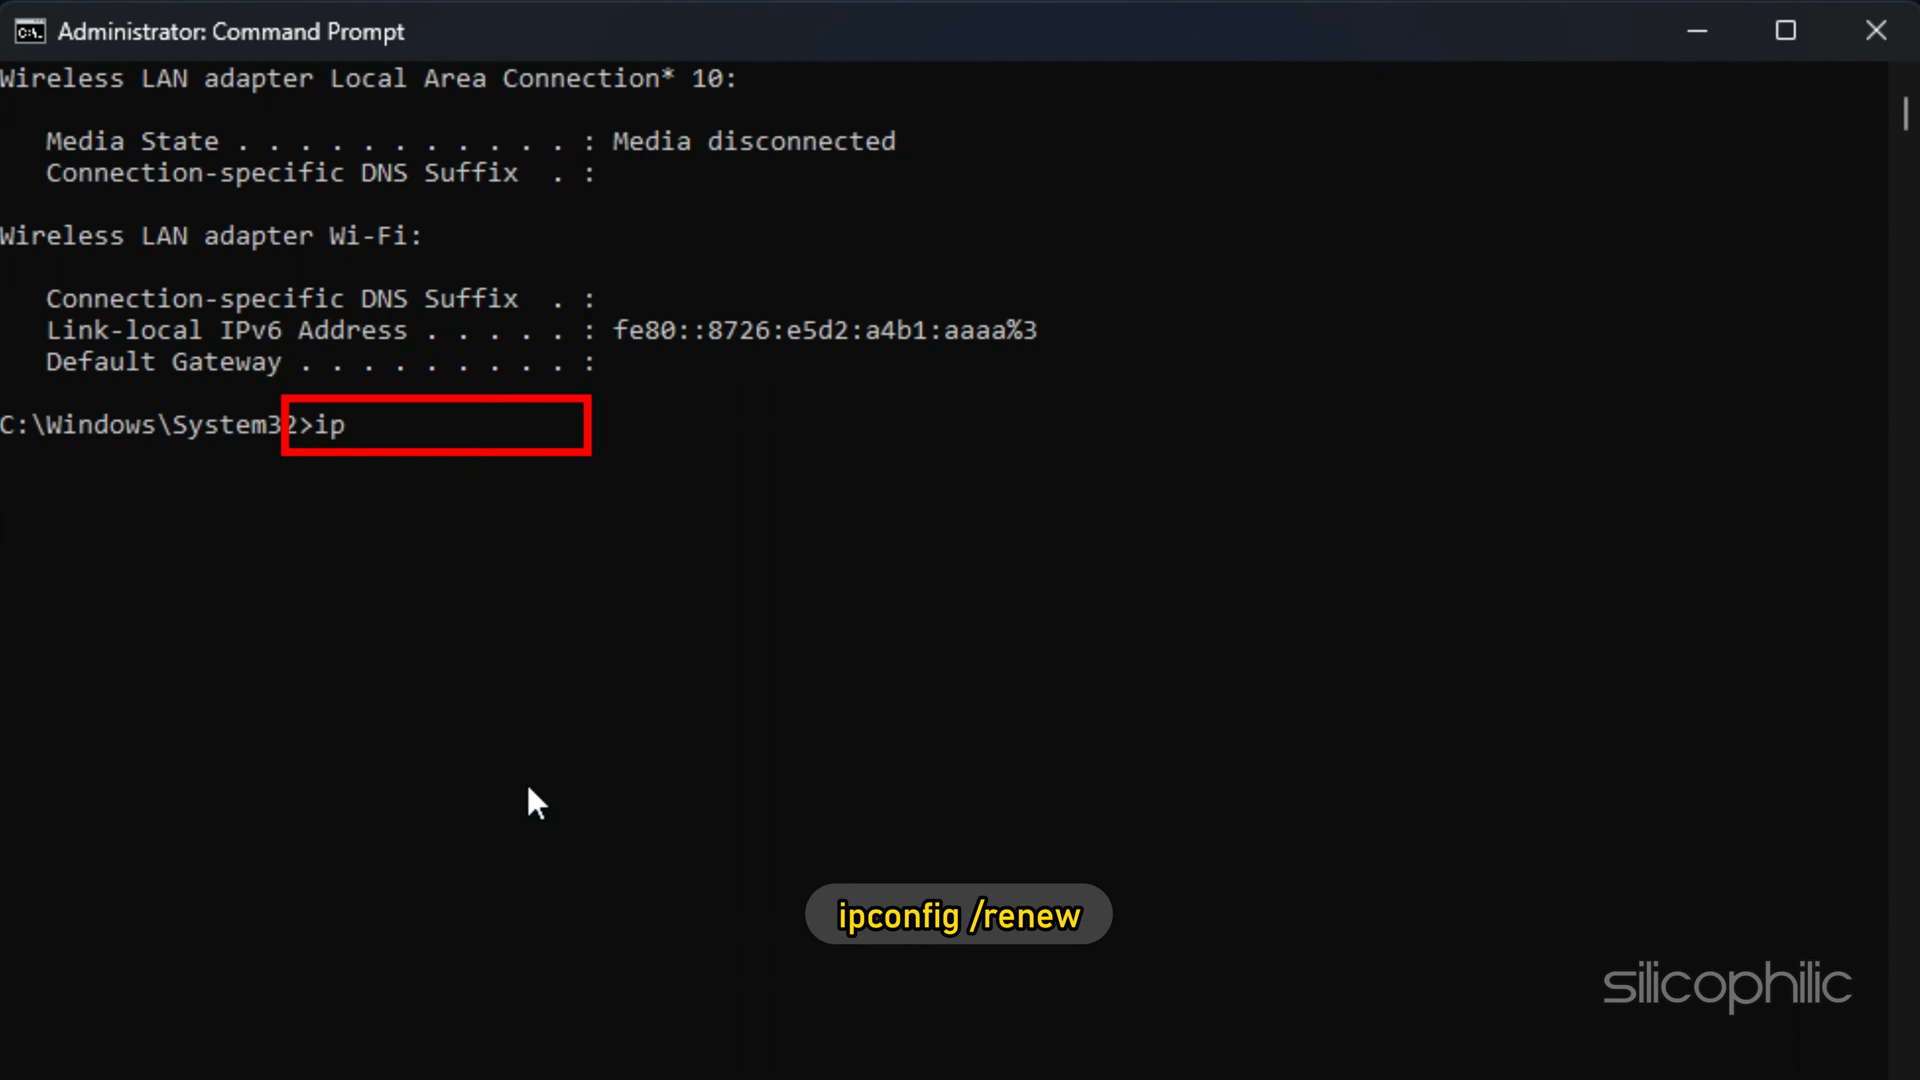 Administrator: Command Prompt
Wireless LAN adapter Local Area Connection* 10:
Media State . . . . . . . . . . . : Media disconnected
Connection-specific DNS Suffix  . :
Wireless LAN adapter Wi-Fi:
Connection-specific DNS Suffix  . :
Link-local IPv6 Address . . . . . : fe80::8726:e5d2:a4b1:aaaa%3
Default Gateway . . . . . . . . . :
C:\Windows\System32>ip
ipconfig /renew
silicophilic